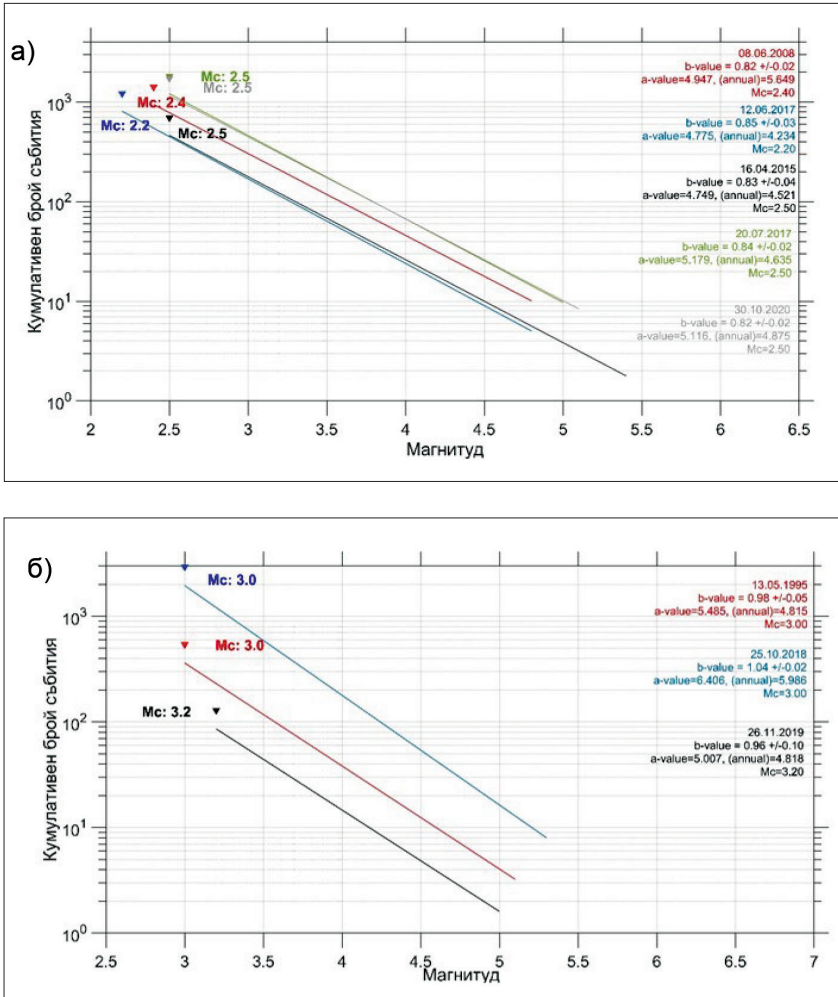 а)
Mc: 2.5
Mc: 2.5
Mc: 2.4
Mc: 2.2
Mc: 2.5
08.06.2008
b-value = 0.82 +/-0.02
a-value=4.947, (annual)=5.649
Mc=2.40
12.06.2017
b-value = 0.85 +/-0.03
a-value=4.775, (annual)=4.234
Mc=2.20
16.04.2015
b-value = 0.83 +/-0.04
a-value=4.749, (annual)=4.521
Mc=2.50
20.07.2017
b-value = 0.84 +/-0.02
a-value=5.179, (annual)=4.635
Mc=2.50
30.10.2020
b-value = 0.82 +/-0.02
a-value=5.116, (annual)=4.875
Mc=2.50
Кумулативен брой събития
10³
10²
10¹
10⁰
2 2.5 3 3.5 4 4.5 5 5.5 6 6.5
Магнитуд
б)
Mc: 3.0
Mc: 3.0
Mc: 3.2
13.05.1995
b-value = 0.98 +/-0.05
a-value=5.485, (annual)=4.815
Mc=3.00
25.10.2018
b-value = 1.04 +/-0.02
a-value=6.406, (annual)=5.986
Mc=3.00
26.11.2019
b-value = 0.96 +/-0.10
a-value=5.007, (annual)=4.818
Mc=3.20
Кумулативен брой събития
10³
10²
10¹
10⁰
2.5 3 3.5 4 4.5 5 5.5 6 6.5 7
Магнитуд